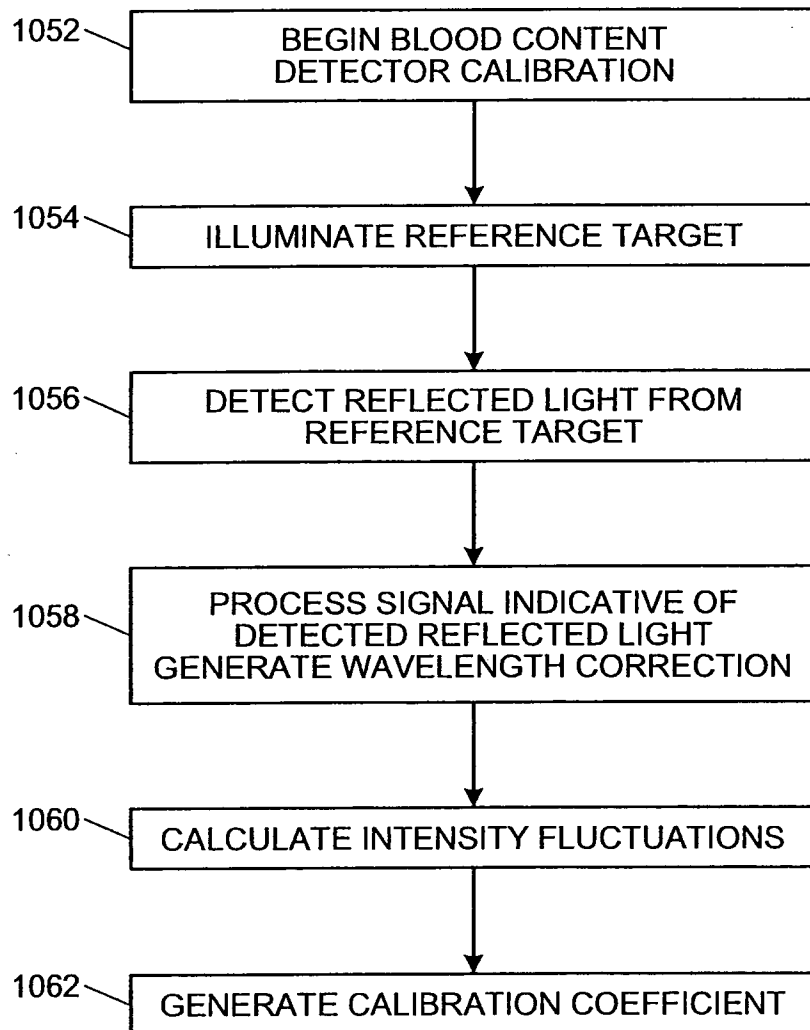 1052
BEGIN BLOOD CONTENT
DETECTOR CALIBRATION
1054
ILLUMINATE REFERENCE TARGET
1056
DETECT REFLECTED LIGHT FROM
REFERENCE TARGET
1058
PROCESS SIGNAL INDICATIVE OF
DETECTED REFLECTED LIGHT
GENERATE WAVELENGTH CORRECTION
1060
CALCULATE INTENSITY FLUCTUATIONS
1062
GENERATE CALIBRATION COEFFICIENT